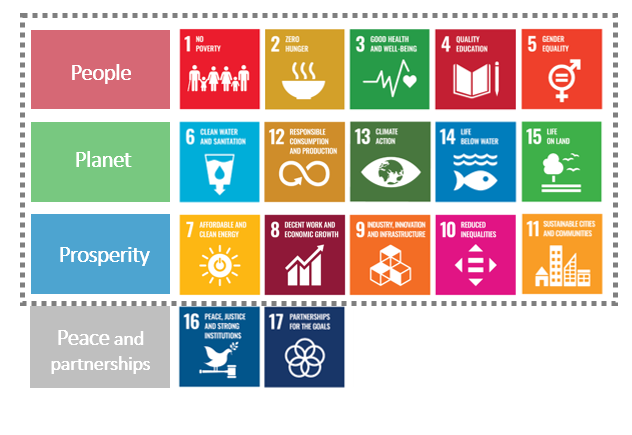 People
1 NO
POVERTY
2 ZERO
HUNGER
3 GOOD HEALTH
AND WELL-BEING
4 QUALITY
EDUCATION
5 GENDER
EQUALITY
Planet
6 CLEAN WATER
AND SANITATION
12 RESPONSIBLE
CONSUMPTION
AND PRODUCTION
13 CLIMATE
ACTION
14 LIFE
BELOW WATER
15 LIFE
ON LAND
Prosperity
7 AFFORDABLE AND
CLEAN ENERGY
8 DECENT WORK AND
ECONOMIC GROWTH
9 INDUSTRY, INNOVATION
AND INFRASTRUCTURE
10 REDUCED
INEQUALITIES
11 SUSTAINABLE CITIES
AND COMMUNITIES
Peace and
partnerships
16 PEACE, JUSTICE
AND STRONG
INSTITUTIONS
17 PARTNERSHIPS
FOR THE GOALS